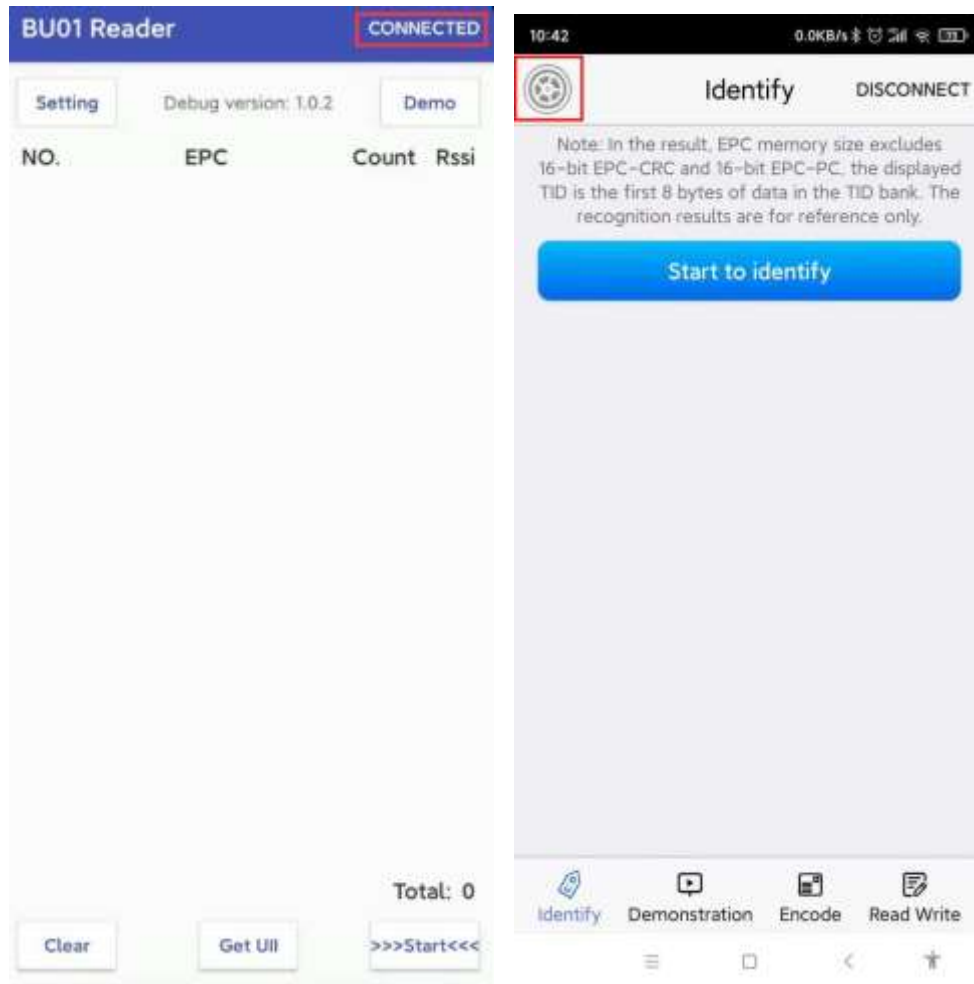 BU01 Reader CONNECTED
Setting Debug version: 1.0.2 Demo
NO. EPC Count Rssi
Total: 0
Clear Get UII >>>Start<<<
10:42 0.0KB/s 33
Identify DISCONNECT
Note: In the result, EPC memory size excludes
16-bit EPC-CRC and 16-bit EPC-PC, the displayed
TID is the first 8 bytes of data in the TID bank. The
recognition results are for reference only.
Start to identify
Identify Demonstration Encode Read Write